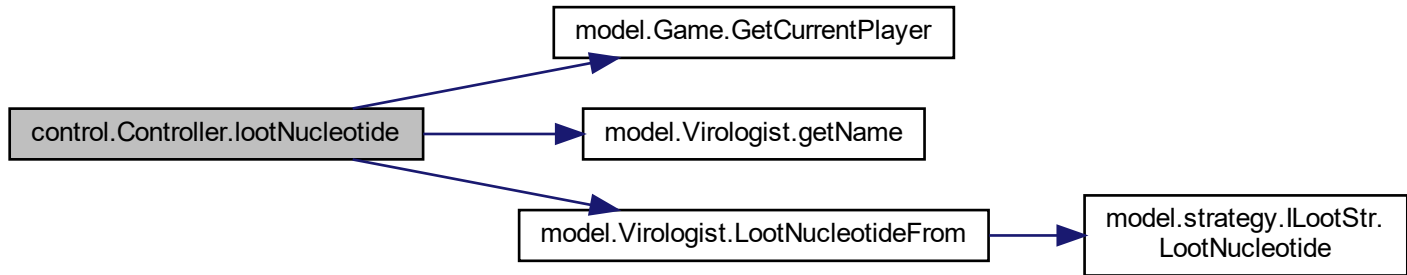 model.Game.GetCurrentPlayer
control.Controller.lootNucleotide
model.Virologist.getName
model.Virologist.LootNucleotideFrom
model.strategy.ILootStr.
LootNucleotide